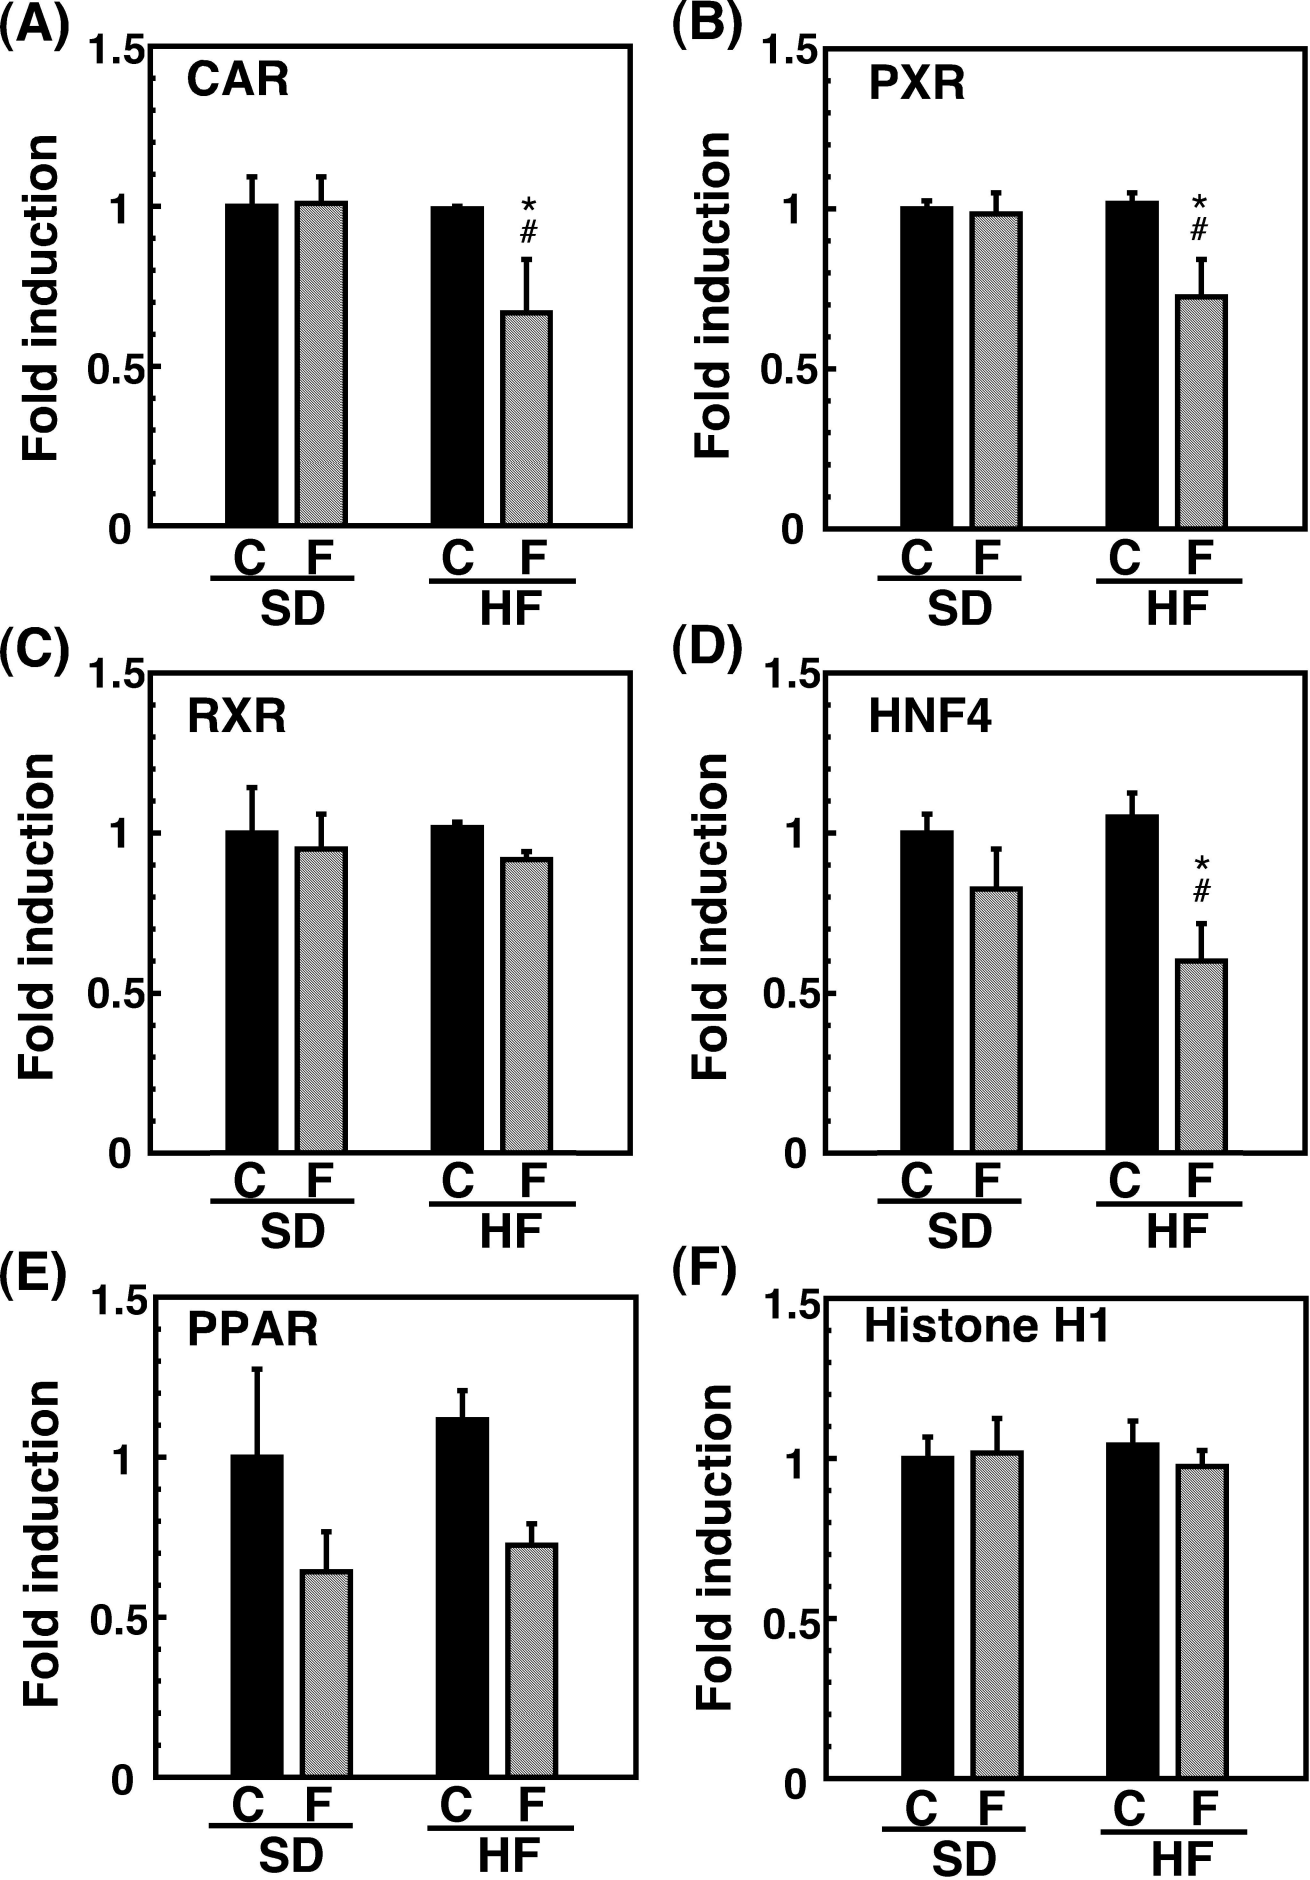 (A)
CAR
Fold induction
1.5
1
0.5
0
*
#
C F C F
SD HF
(B)
PXR
Fold induction
1.5
1
0.5
0
*
#
C F C F
SD HF
(C)
RXR
Fold induction
1.5
1
0.5
0
C F C F
SD HF
(D)
HNF4
Fold induction
1.5
1
0.5
0
*
#
C F C F
SD HF
(E)
PPAR
Fold induction
1.5
1
0.5
0
C F C F
SD HF
(F)
Histone H1
Fold induction
1.5
1
0.5
0
C F C F
SD HF